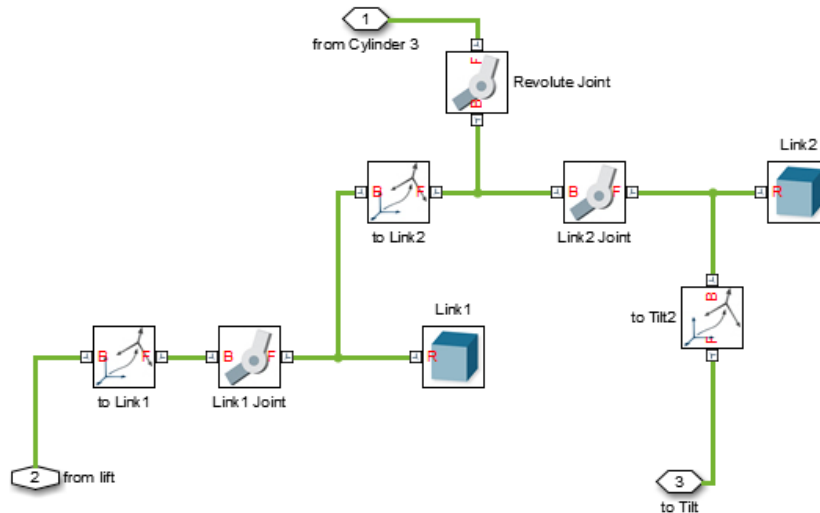 1
from Cylinder 3
F
B
Revolute Joint
B
F
to Link2
B
F
Link2 Joint
Link2
R
B
F
to Link1
B
F
Link1 Joint
Link1
R
to Tilt2
B
F
2
from lift
3
to Tilt